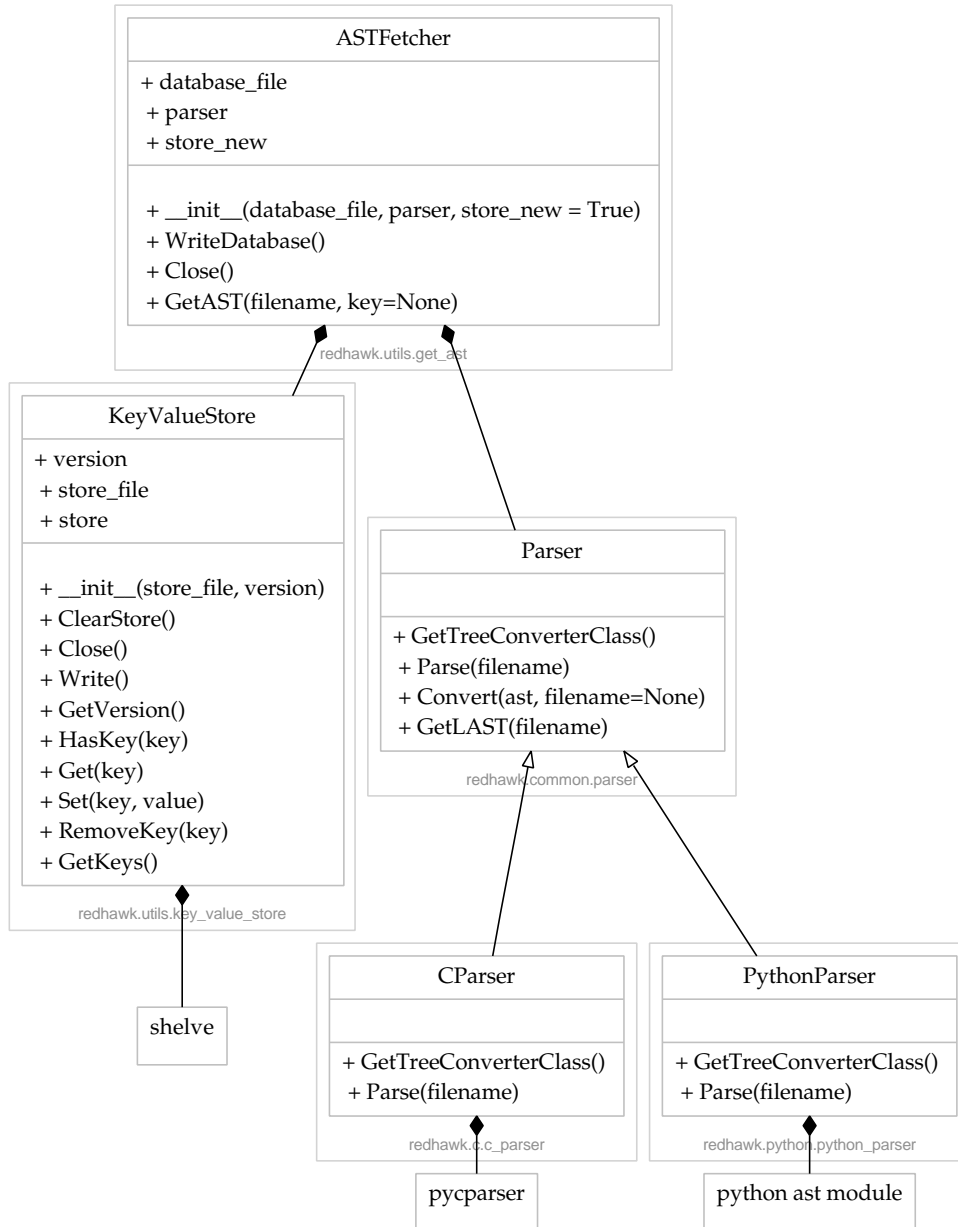 ASTFetcher
+ database_file
+ parser
+ store_new
+ __init__(database_file, parser, store_new = True)
+ WriteDatabase()
+ Close()
+ GetAST(filename, key=None)
redhawk.utils.get_ast
KeyValueStore
+ version
+ store_file
+ store
+ __init__(store_file, version)
+ ClearStore()
+ Close()
+ Write()
+ GetVersion()
+ HasKey(key)
+ Get(key)
+ Set(key, value)
+ RemoveKey(key)
+ GetKeys()
redhawk.utils.key_value_store
Parser
+ GetTreeConverterClass()
+ Parse(filename)
+ Convert(ast, filename=None)
+ GetLAST(filename)
redhawk.common.parser
shelve
CParser
+ GetTreeConverterClass()
+ Parse(filename)
redhawk.c.c_parser
pycparser
PythonParser
+ GetTreeConverterClass()
+ Parse(filename)
redhawk.python.python_parser
python ast module